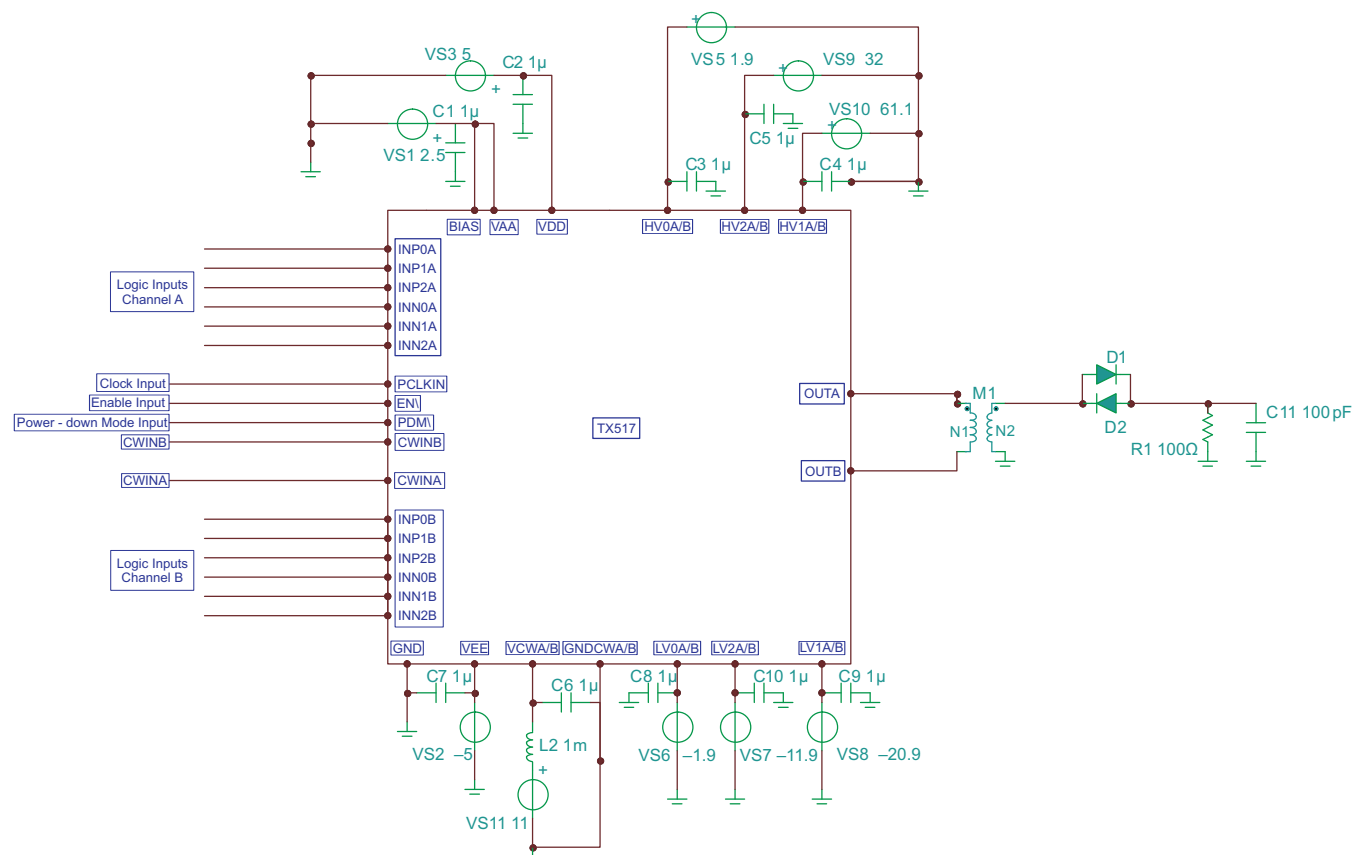 VS3 5
C2 1µ
C1 1µ
VS1 2.5
VS5 1.9
VS9 32
VS10 61.1
C5 1µ
C3 1µ
C4 1µ
BIAS
VAA
VDD
HV0A/B
HV2A/B
HV1A/B
Logic Inputs
Channel A
INP0A
INP1A
INP2A
INN0A
INN1A
INN2A
Clock Input
PCLKIN
Enable Input
EN\
Power - down Mode Input
PDM\
CWINB
CWINB
CWINA
CWINA
TX517
OUTA
OUTB
M1
N1
N2
D1
D2
R1 100Ω
C11 100pF
Logic Inputs
Channel B
INP0B
INP1B
INP2B
INN0B
INN1B
INN2B
GND
VEE
VCWA/B
GNDCWA/B
LV0A/B
LV2A/B
LV1A/B
C7 1µ
C6 1µ
C8 1µ
C10 1µ
C9 1µ
VS2 –5
L2 1m
VS6 –1.9
VS7 –11.9
VS8 –20.9
VS11 11